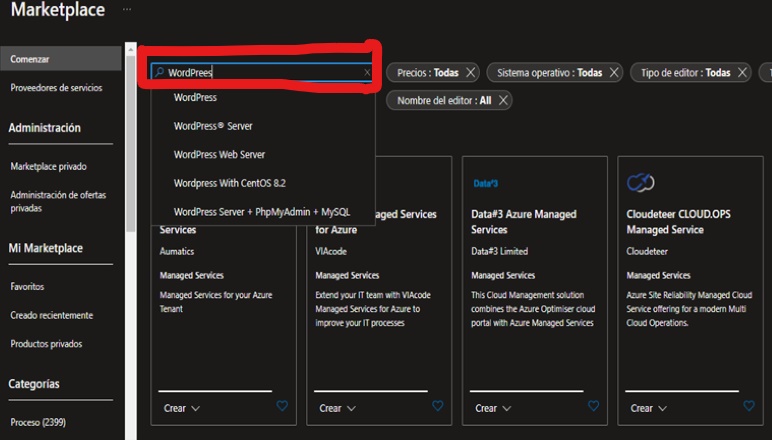 Marketplace ...
Comenzar
Proveedores de servicios
Administración
Marketplace privado
Administración de ofertas
privadas
Mi Marketplace
Favoritos
Creado recientemente
Productos privados
Categorías
Proceso (2399)
WordPrees
Precios : Todas
Sistema operativo : Todas
Tipo de editor : Todas
Nombre del editor : All
WordPress
WordPress® Server
WordPress Web Server
Wordpress With CentOS 8.2
WordPress Server + PhpMyAdmin + MySQL
Services
Aumatics
Managed Services
Managed Services for your Azure
Tenant
Crear
Managed Services
for Azure
VIAcode
Managed Services
Extend your IT team with VIAcode
Managed Services for Azure to
improve your IT processes
Crear
Data#3
Data#3 Azure Managed
Services
Data#3 Limited
Managed Services
This Cloud Management solution
combines the Azure Optimiser cloud
portal with Azure Managed Services
Crear
Cloudeteer CLOUD.OPS
Managed Service
Cloudeteer
Managed Services
Azure Site Reliability Managed Cloud
Service offering for a modern Multi
Cloud Operations.
Crear